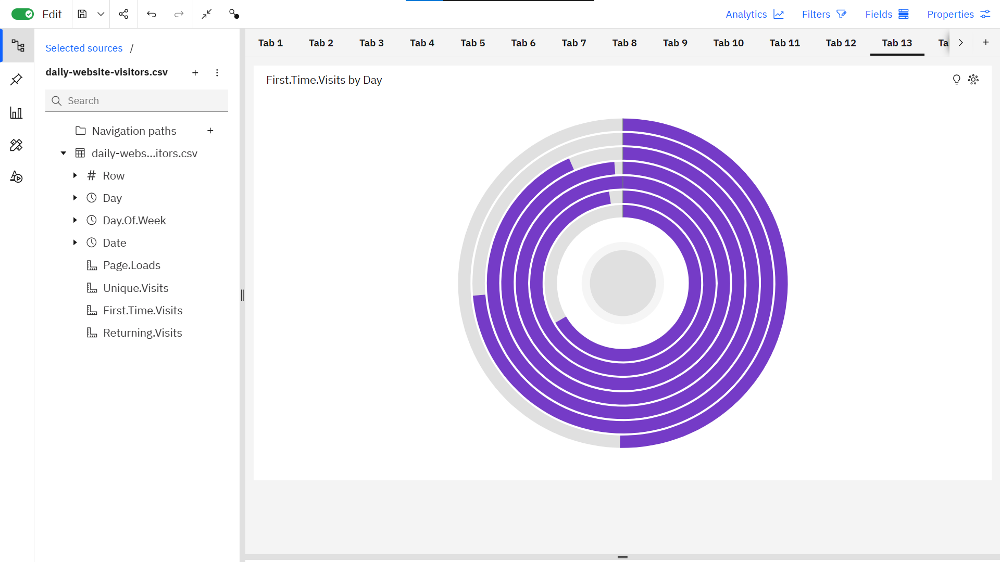 Edit
Analytics
Filters
Fields
Properties
Selected sources /
daily-website-visitors.csv
Search
Navigation paths
daily-webs...itors.csv
Row
Day
Day.Of.Week
Date
Page.Loads
Unique.Visits
First.Time.Visits
Returning.Visits
Tab 1
Tab 2
Tab 3
Tab 4
Tab 5
Tab 6
Tab 7
Tab 8
Tab 9
Tab 10
Tab 11
Tab 12
Tab 13
First.Time.Visits by Day